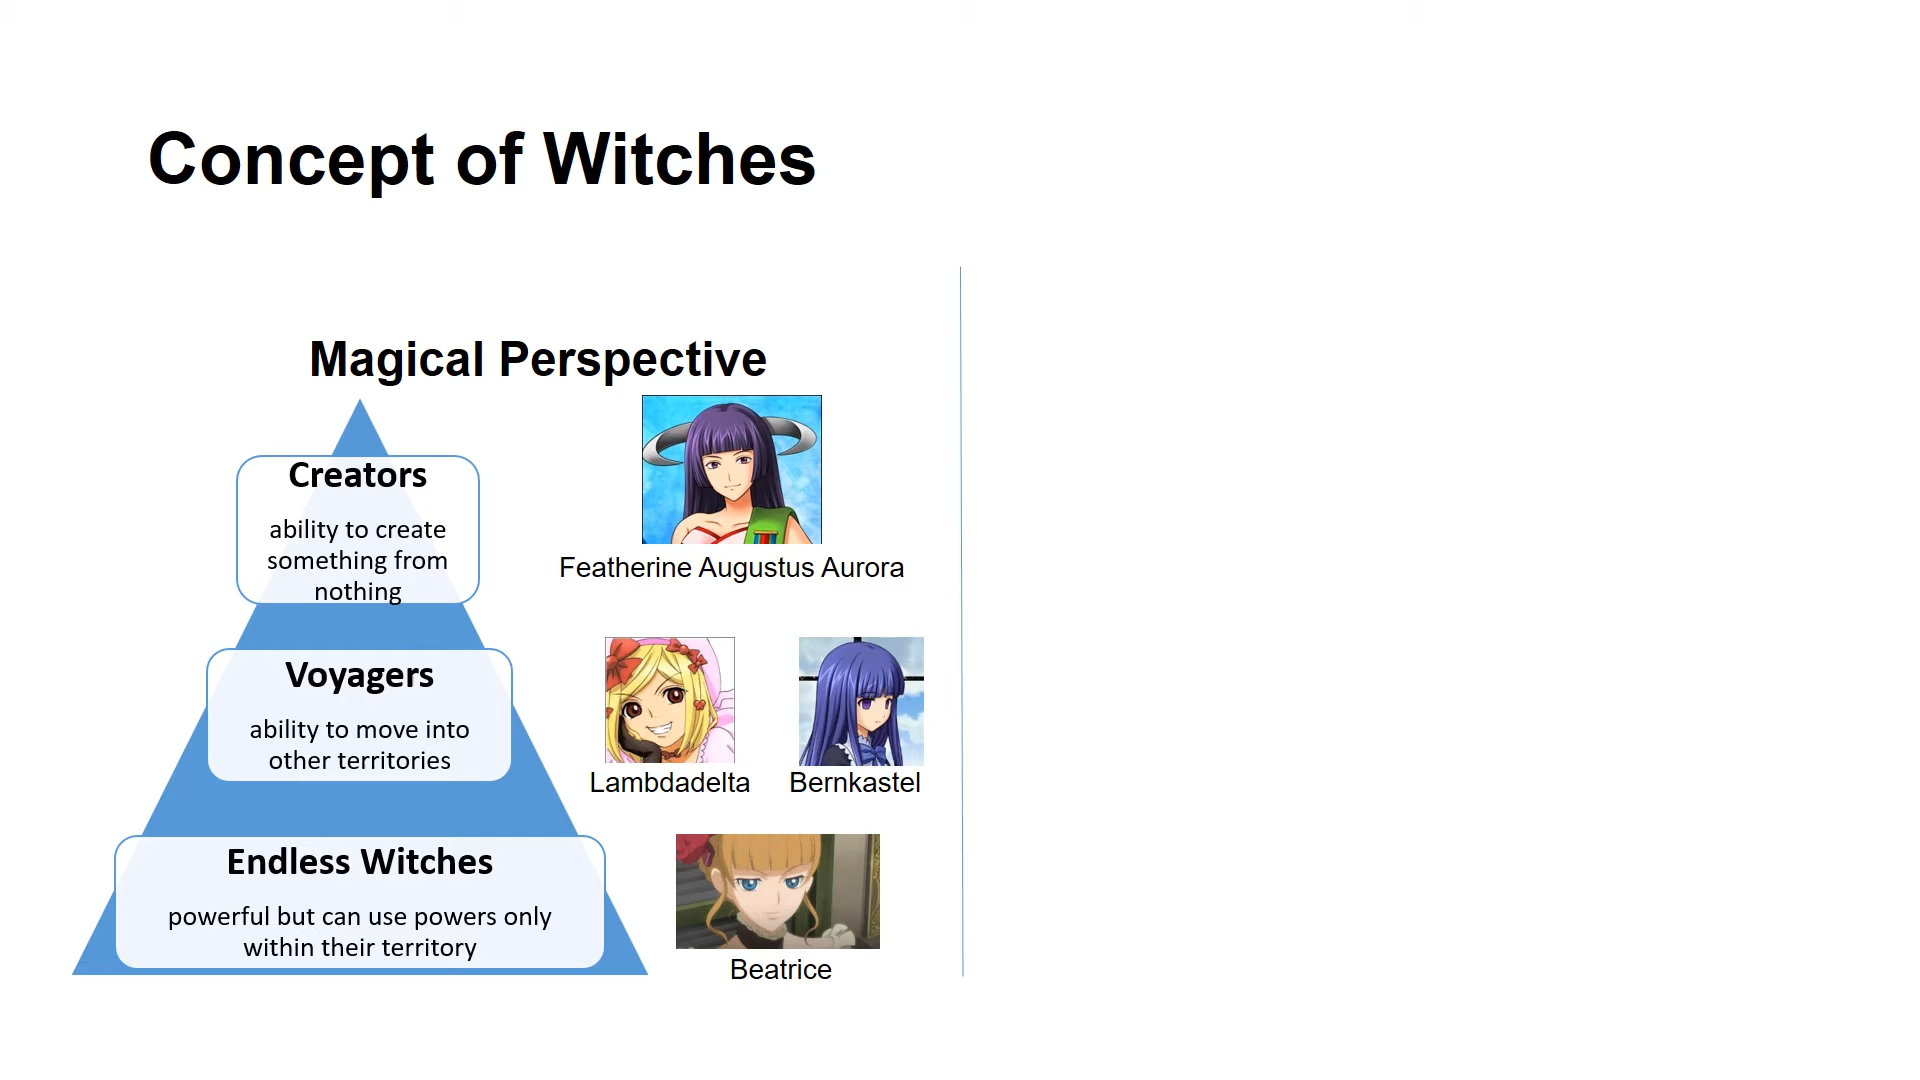 Concept of Witches
Magical Perspective
Creators
ability to create
something from
nothing
Featherine Augustus Aurora
Voyagers
ability to move into
other territories
Lambdadelta
Bernkastel
Endless Witches
powerful but can use powers only
within their territory
Beatrice